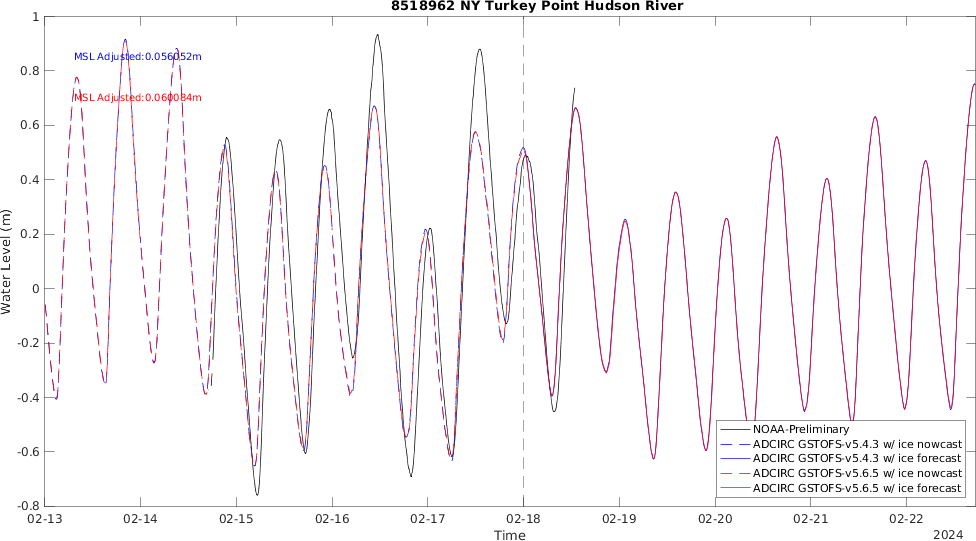 8518962 NY Turkey Point Hudson River
MSL Adjusted:0.056052m
MSL Adjusted:0.060084m
Water Level (m)
1
0.8
0.6
0.4
0.2
0
-0.2
-0.4
-0.6
-0.8
NOAA-Preliminary
ADCIRC GSTOFS-v5.4.3 w/ ice nowcast
ADCIRC GSTOFS-v5.4.3 w/ ice forecast
ADCIRC GSTOFS-v5.6.5 w/ ice nowcast
ADCIRC GSTOFS-v5.6.5 w/ ice forecast
02-13 02-14 02-15 02-16 02-17 02-18 02-19 02-20 02-21 02-22
Time
2024